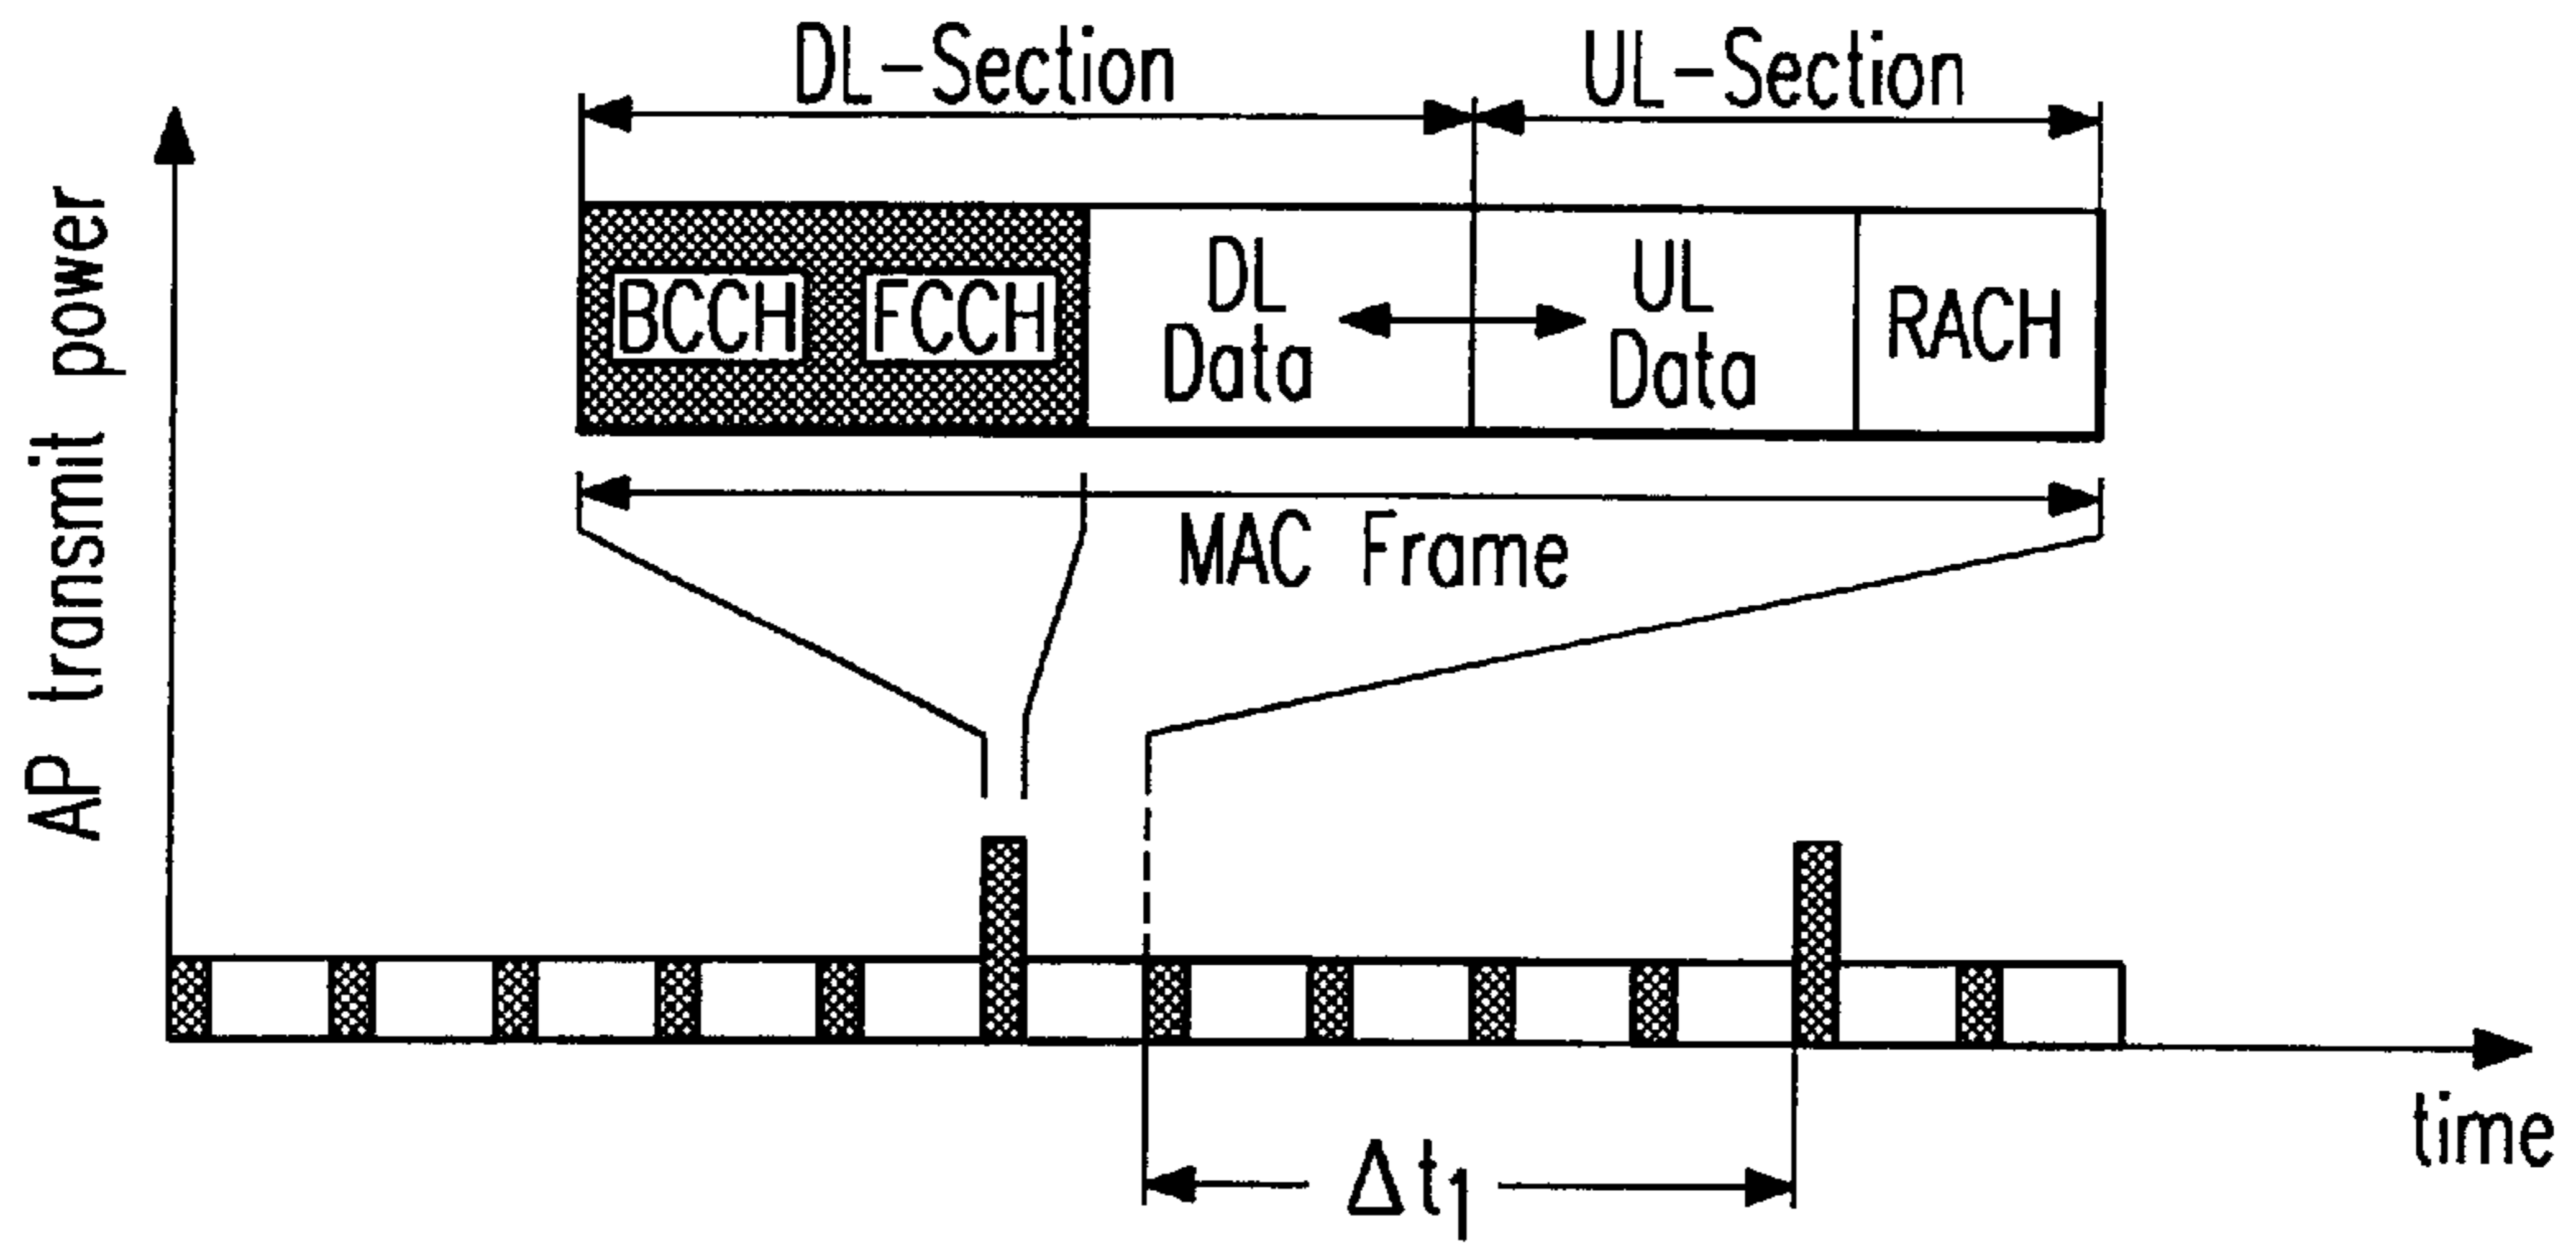 DL-Section
UL-Section
AP transmit power
BCCH
FCCH
DL
Data
UL
Data
RACH
MAC Frame
time
Δt1